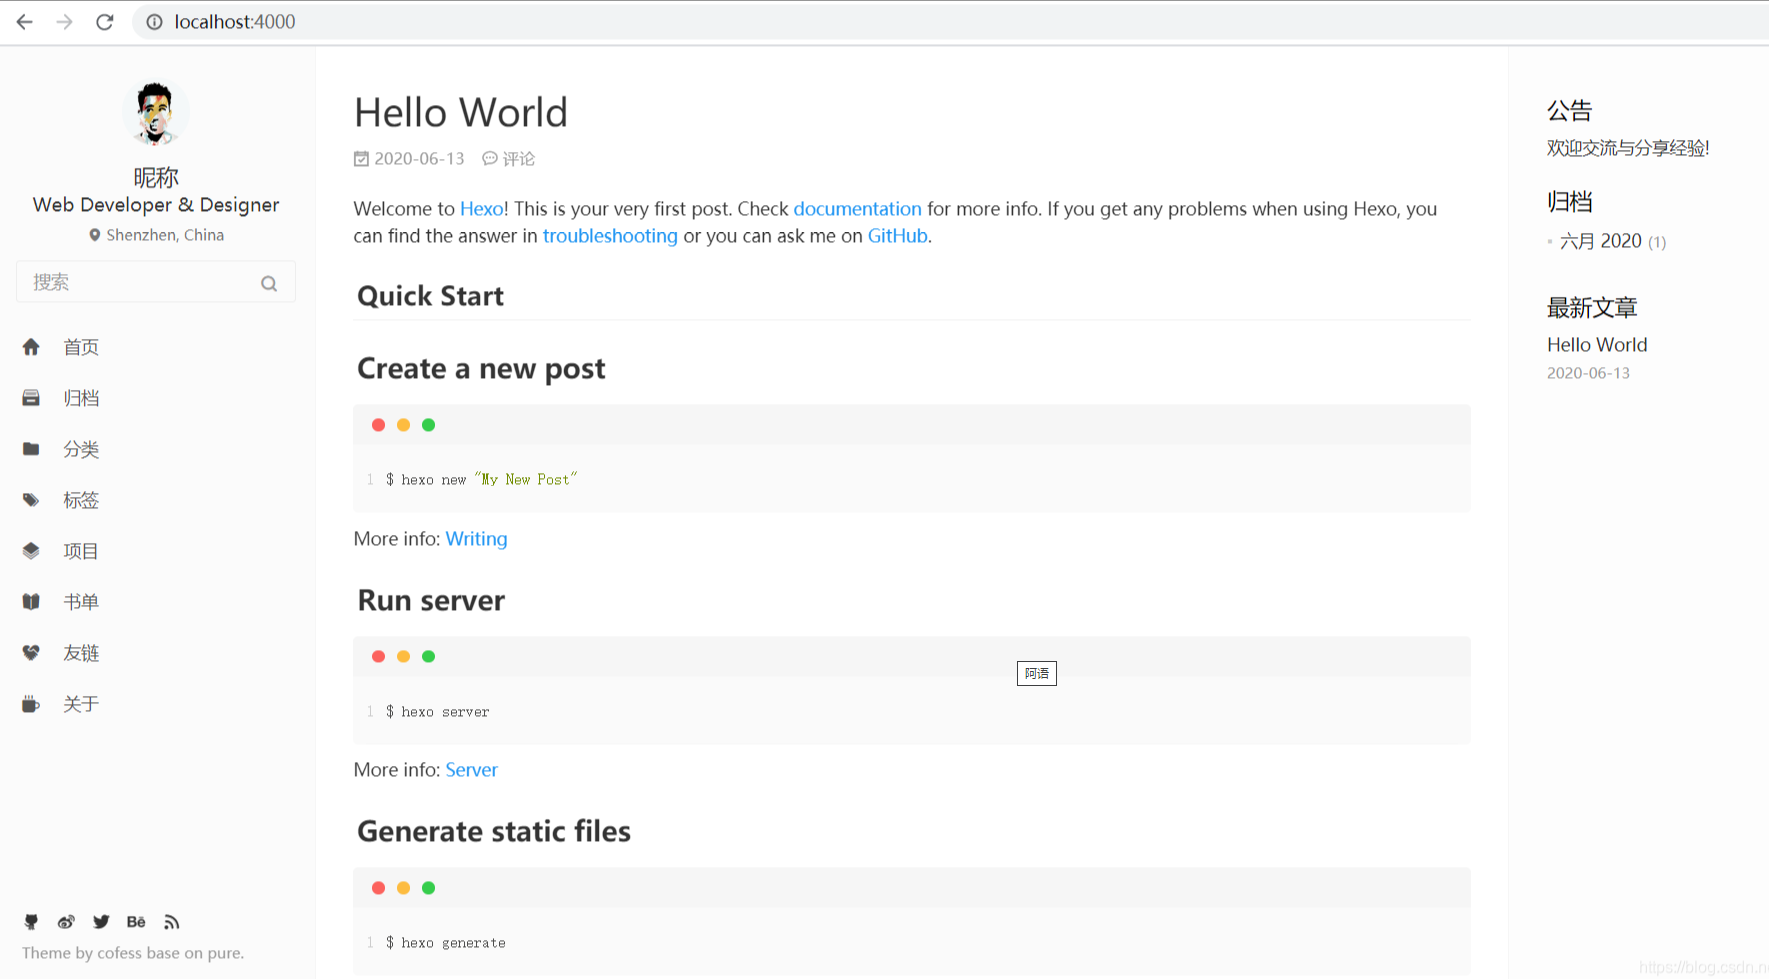 localhost:4000
昵称
Web Developer & Designer
Shenzhen, China
搜索
首页
归档
分类
标签
项目
书单
友链
关于
Bē
Theme by cofess base on pure.
Hello World
2020-06-13 评论
Welcome to Hexo! This is your very first post. Check documentation for more info. If you get any problems when using Hexo, you
can find the answer in troubleshooting or you can ask me on GitHub.
Quick Start
Create a new post
1 $ hexo new "My New Post"
More info: Writing
Run server
阿语
1 $ hexo server
More info: Server
Generate static files
1 $ hexo generate
公告
欢迎交流与分享经验!
归档
六月 2020 (1)
最新文章
Hello World
2020-06-13